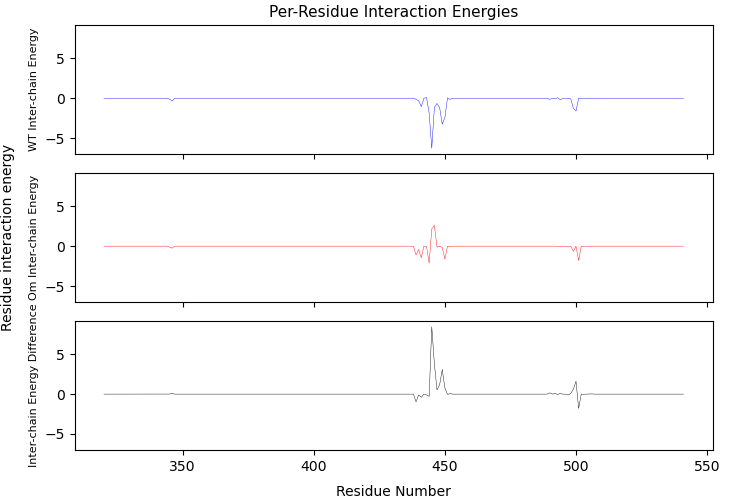 Per-Residue Interaction Energies
Residue interaction energy
WT Inter-chain Energy
5
0
−5
Om Inter-chain Energy
5
0
−5
Inter-chain Energy Difference
5
0
−5
350
400
450
500
550
Residue Number